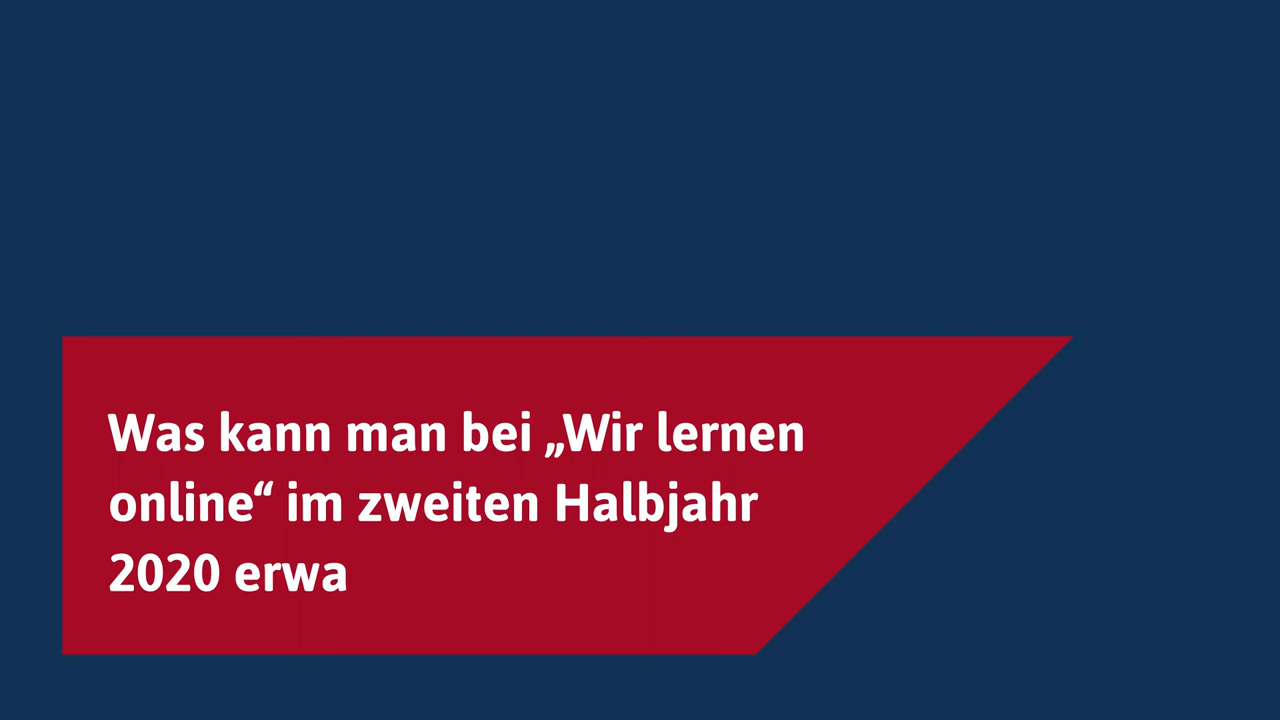 Was kann man bei „Wir lernen
online“ im zweiten Halbjahr
2020 erwa